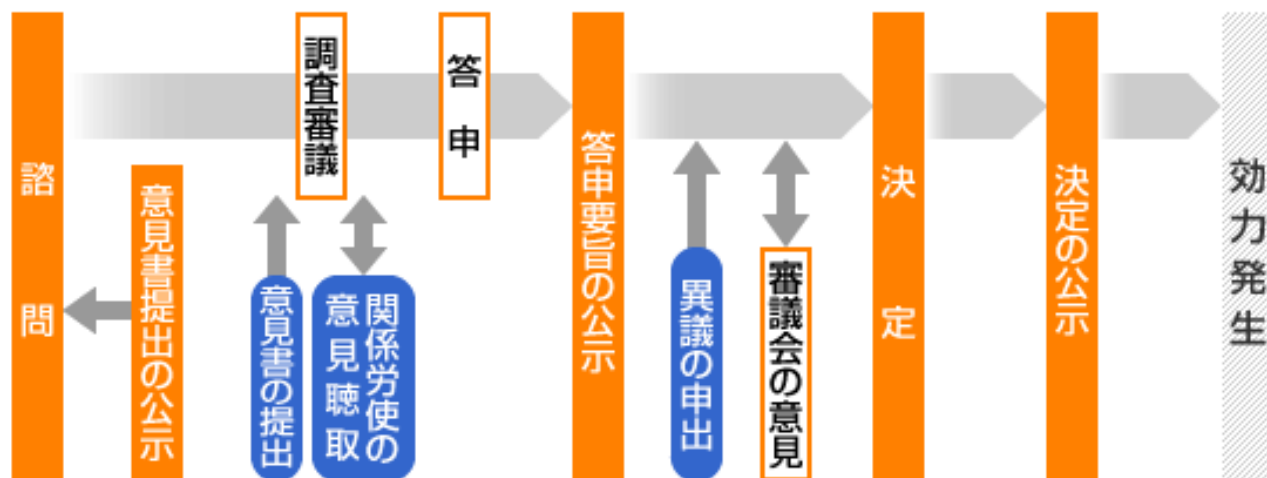 諮問
意見書提出の公示
調査審議
意見書の提出
関係労使の
意見聴取
答申
答申要旨の公示
異議の申出
審議会の意見
決定
決定の公示
効力発生